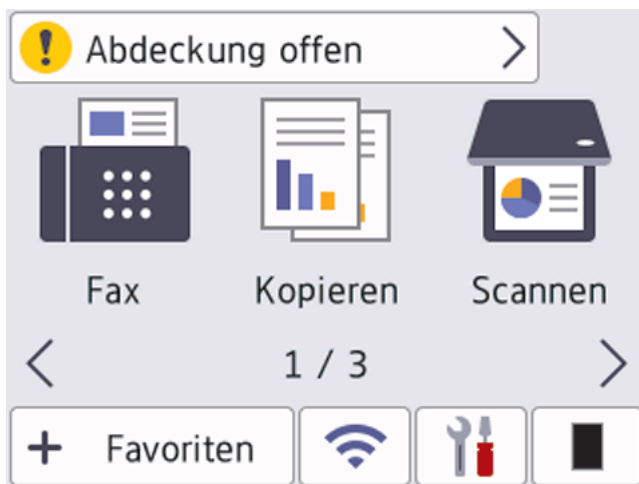 Abdeckung offen
Fax Kopieren Scannen
1 / 3
+ Favoriten